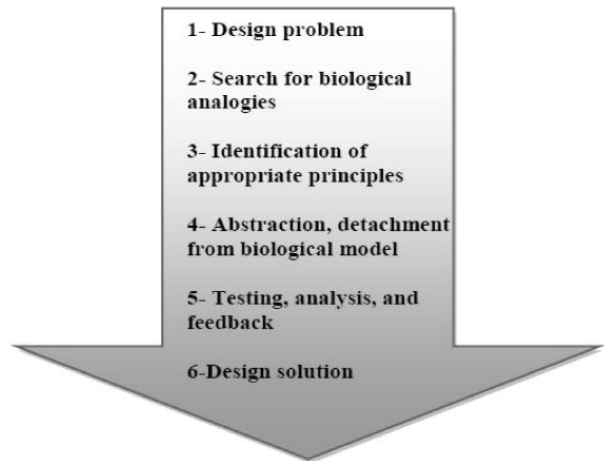 1- Design problem
2- Search for biological
analogies
3- Identification of
appropriate principles
4- Abstraction, detachment
from biological model
5- Testing, analysis, and
feedback
6-Design solution